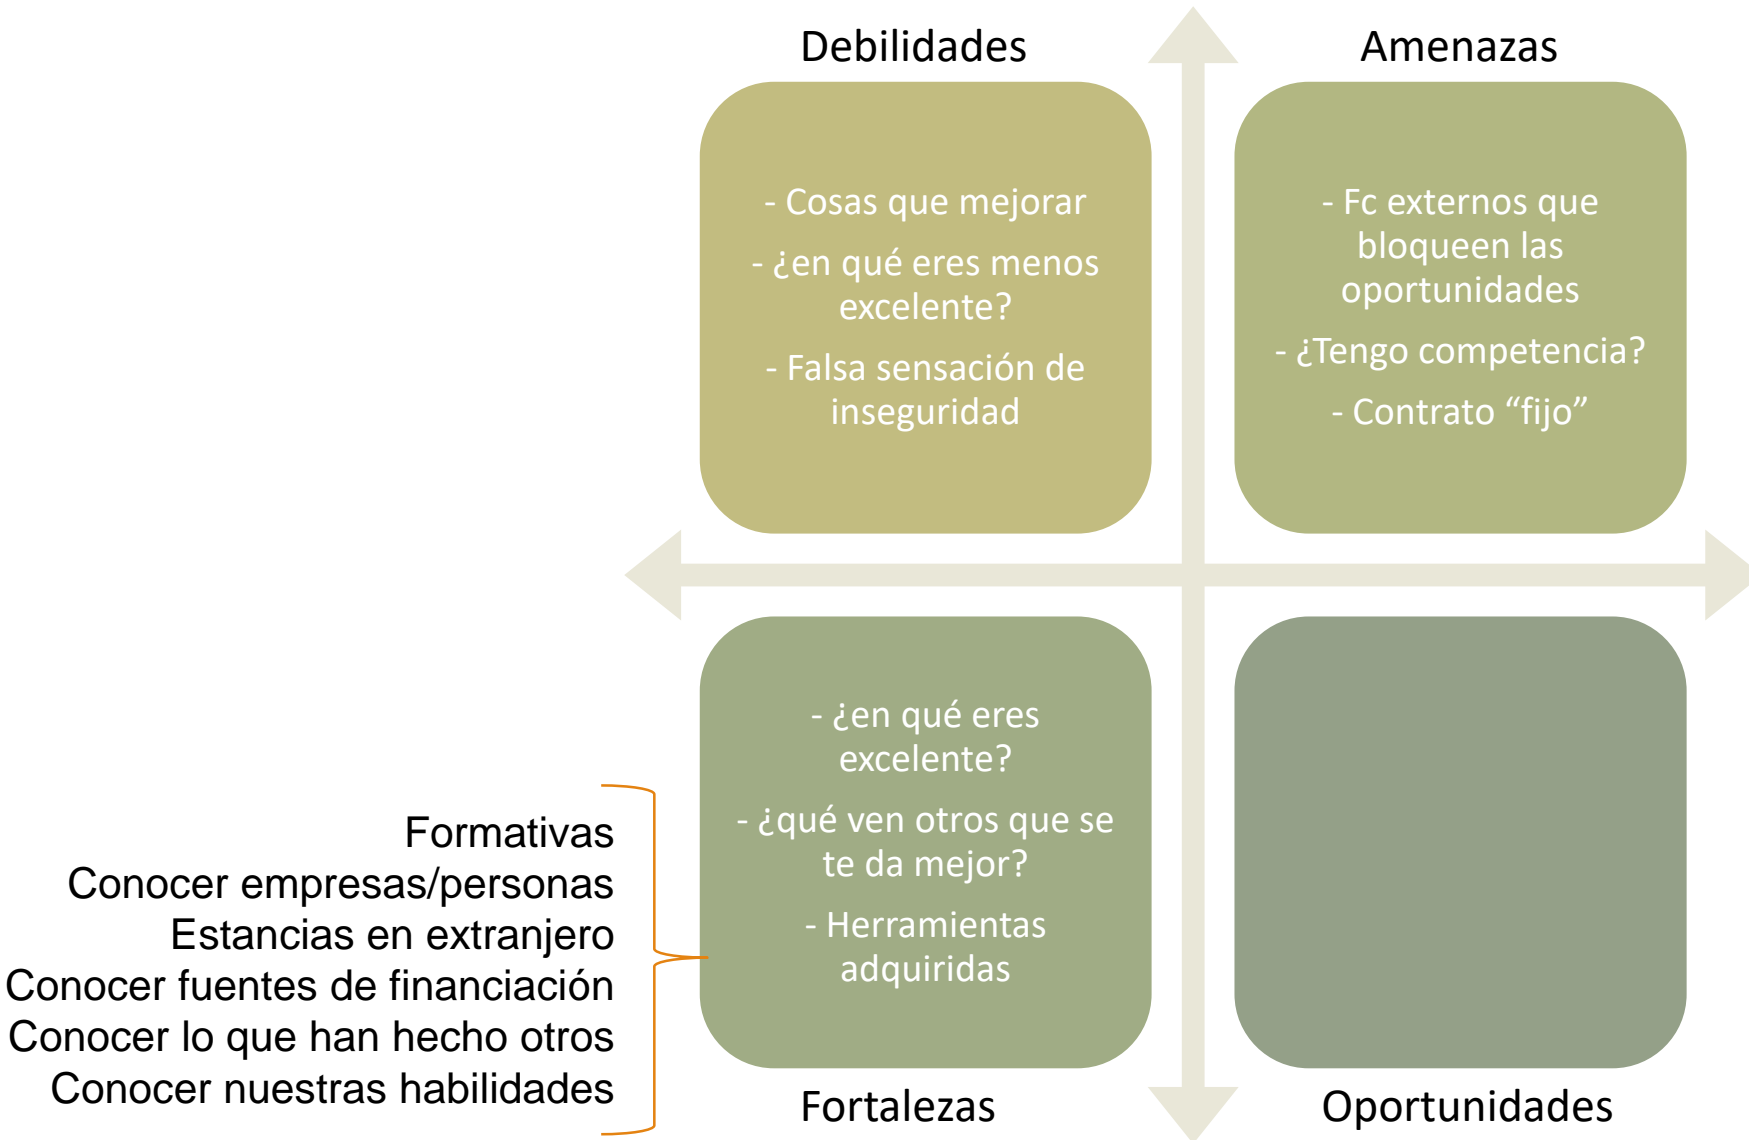 Debilidades
- Cosas que mejorar
- ¿en qué eres menos
excelente?
- Falsa sensación de
inseguridad
Amenazas
- Fc externos que
bloqueen las
oportunidades
- ¿Tengo competencia?
- Contrato “fijo”
Formativas
Conocer empresas/personas
Estancias en extranjero
Conocer fuentes de financiación
Conocer lo que han hecho otros
Conocer nuestras habilidades
- ¿en qué eres
excelente?
- ¿qué ven otros que se
te da mejor?
- Herramientas
adquiridas
Fortalezas
Oportunidades